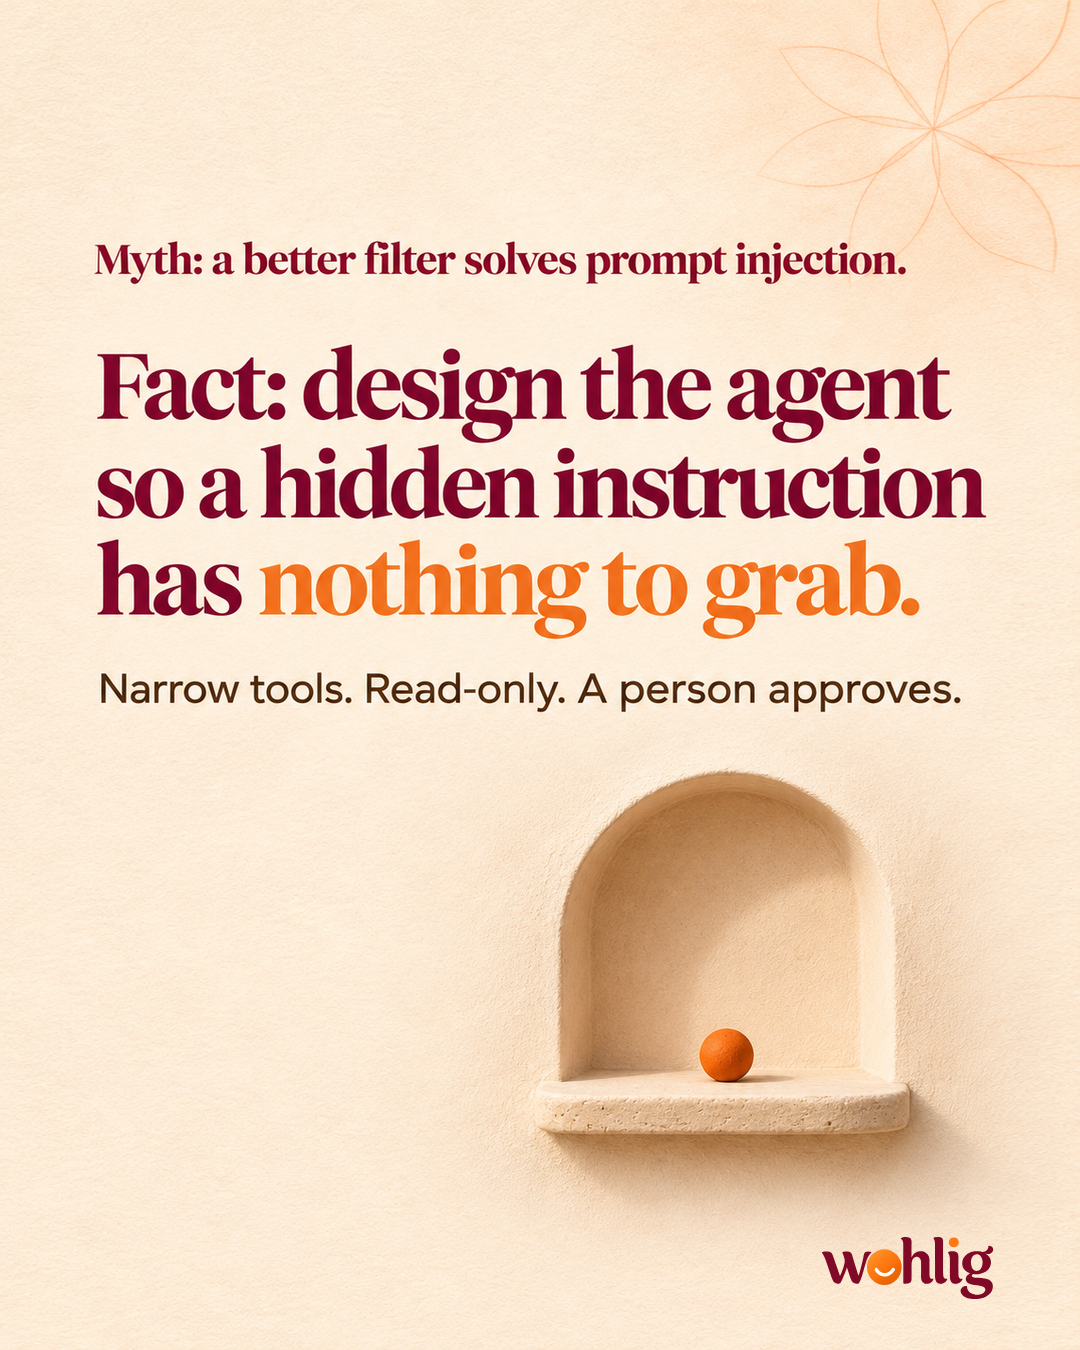 Myth: a better filter solves prompt injection.
Fact: design the agent
so a hidden instruction
has nothing to grab.
Narrow tools. Read-only. A person approves.
wohlig